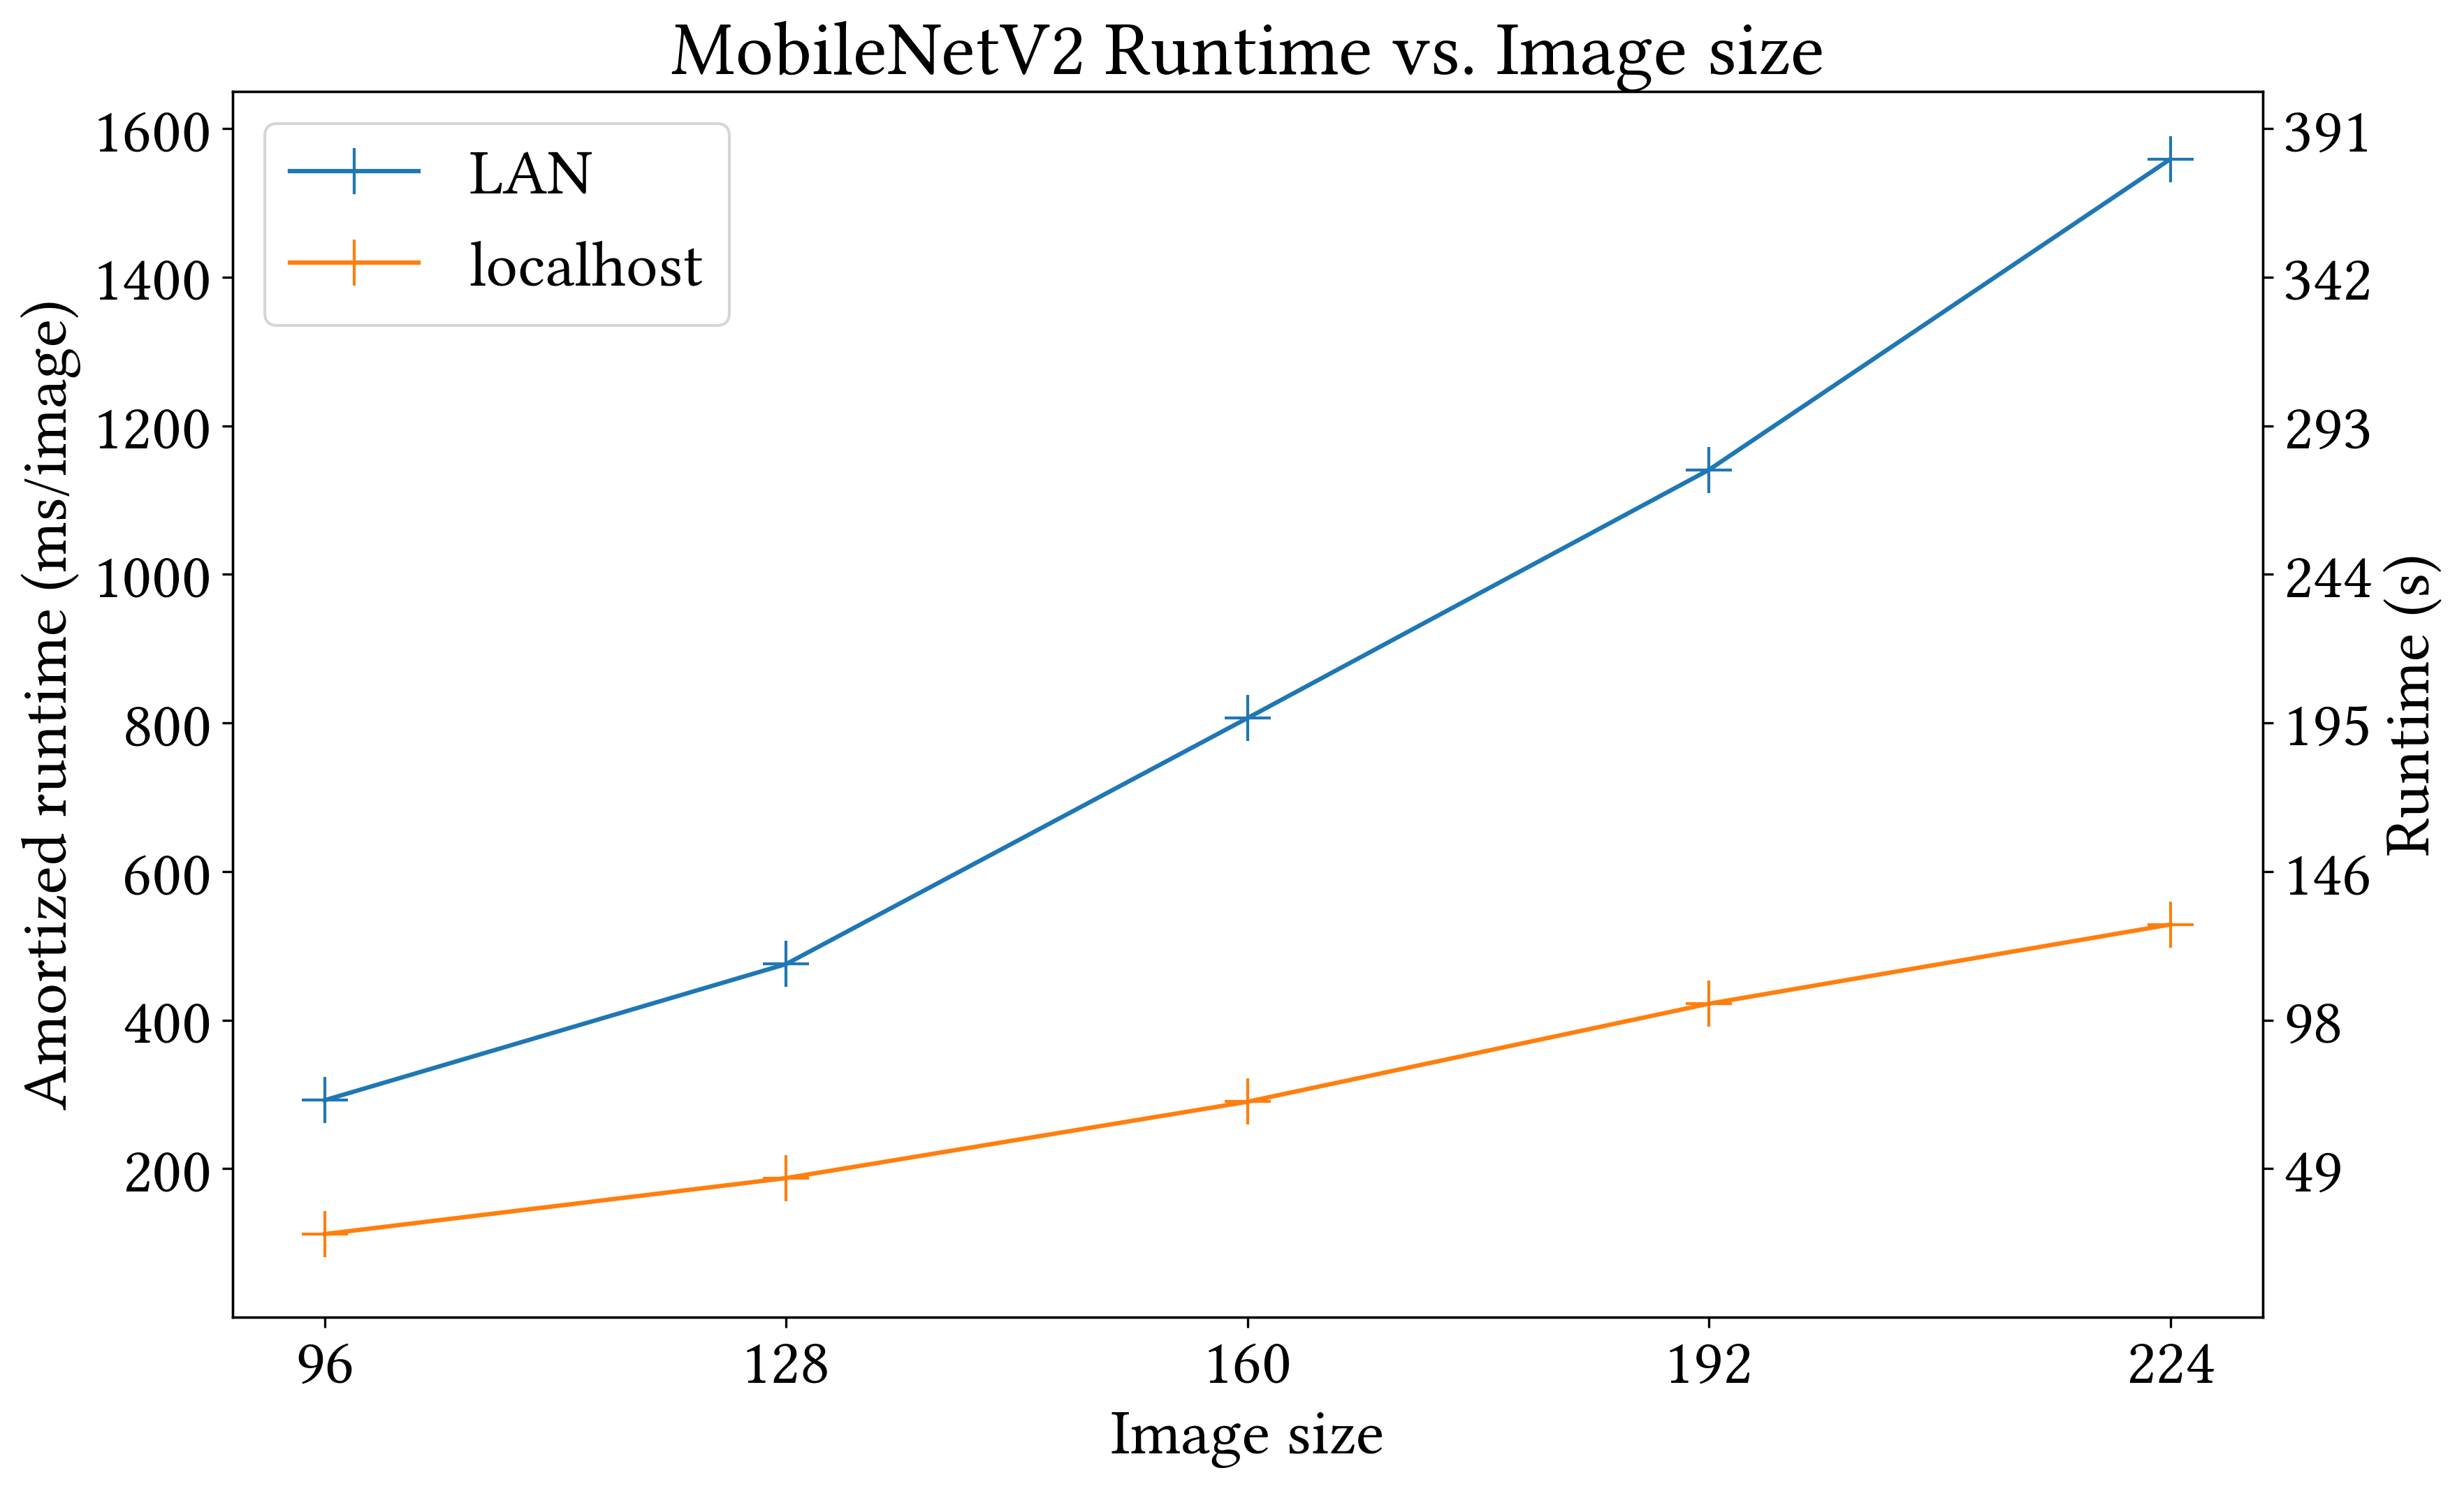 MobileNetV2 Runtime vs. Image size
LAN
localhost
Amortized runtime (ms/image)
1600
1400
1200
1000
800
600
400
200
391
342
293
244
195
146
98
49
Runtime (s)
96 128 160 192 224
Image size